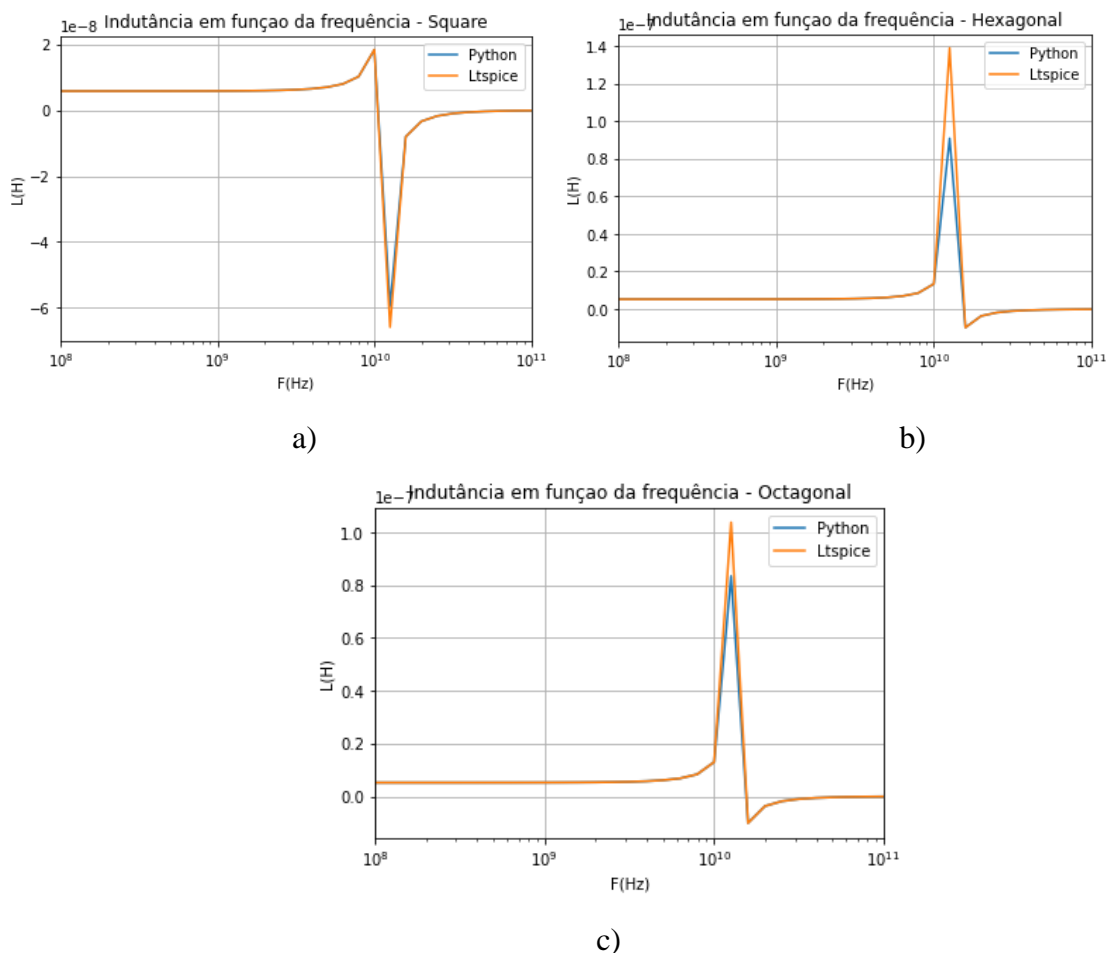 Indutância em funçao da frequência - Square
1e−8
Python
Ltspice
2
0
−2
−4
−6
L(H)
10⁸ 10⁹ 10¹⁰ 10¹¹
F(Hz)
a)
Indutância em funçao da frequência - Hexagonal
1e−7
Python
Ltspice
1.4
1.2
1.0
0.8
0.6
0.4
0.2
0.0
L(H)
10⁸ 10⁹ 10¹⁰ 10¹¹
F(Hz)
b)
Indutância em funçao da frequência - Octagonal
1e−7
Python
Ltspice
1.0
0.8
0.6
0.4
0.2
0.0
L(H)
10⁸ 10⁹ 10¹⁰ 10¹¹
F(Hz)
c)